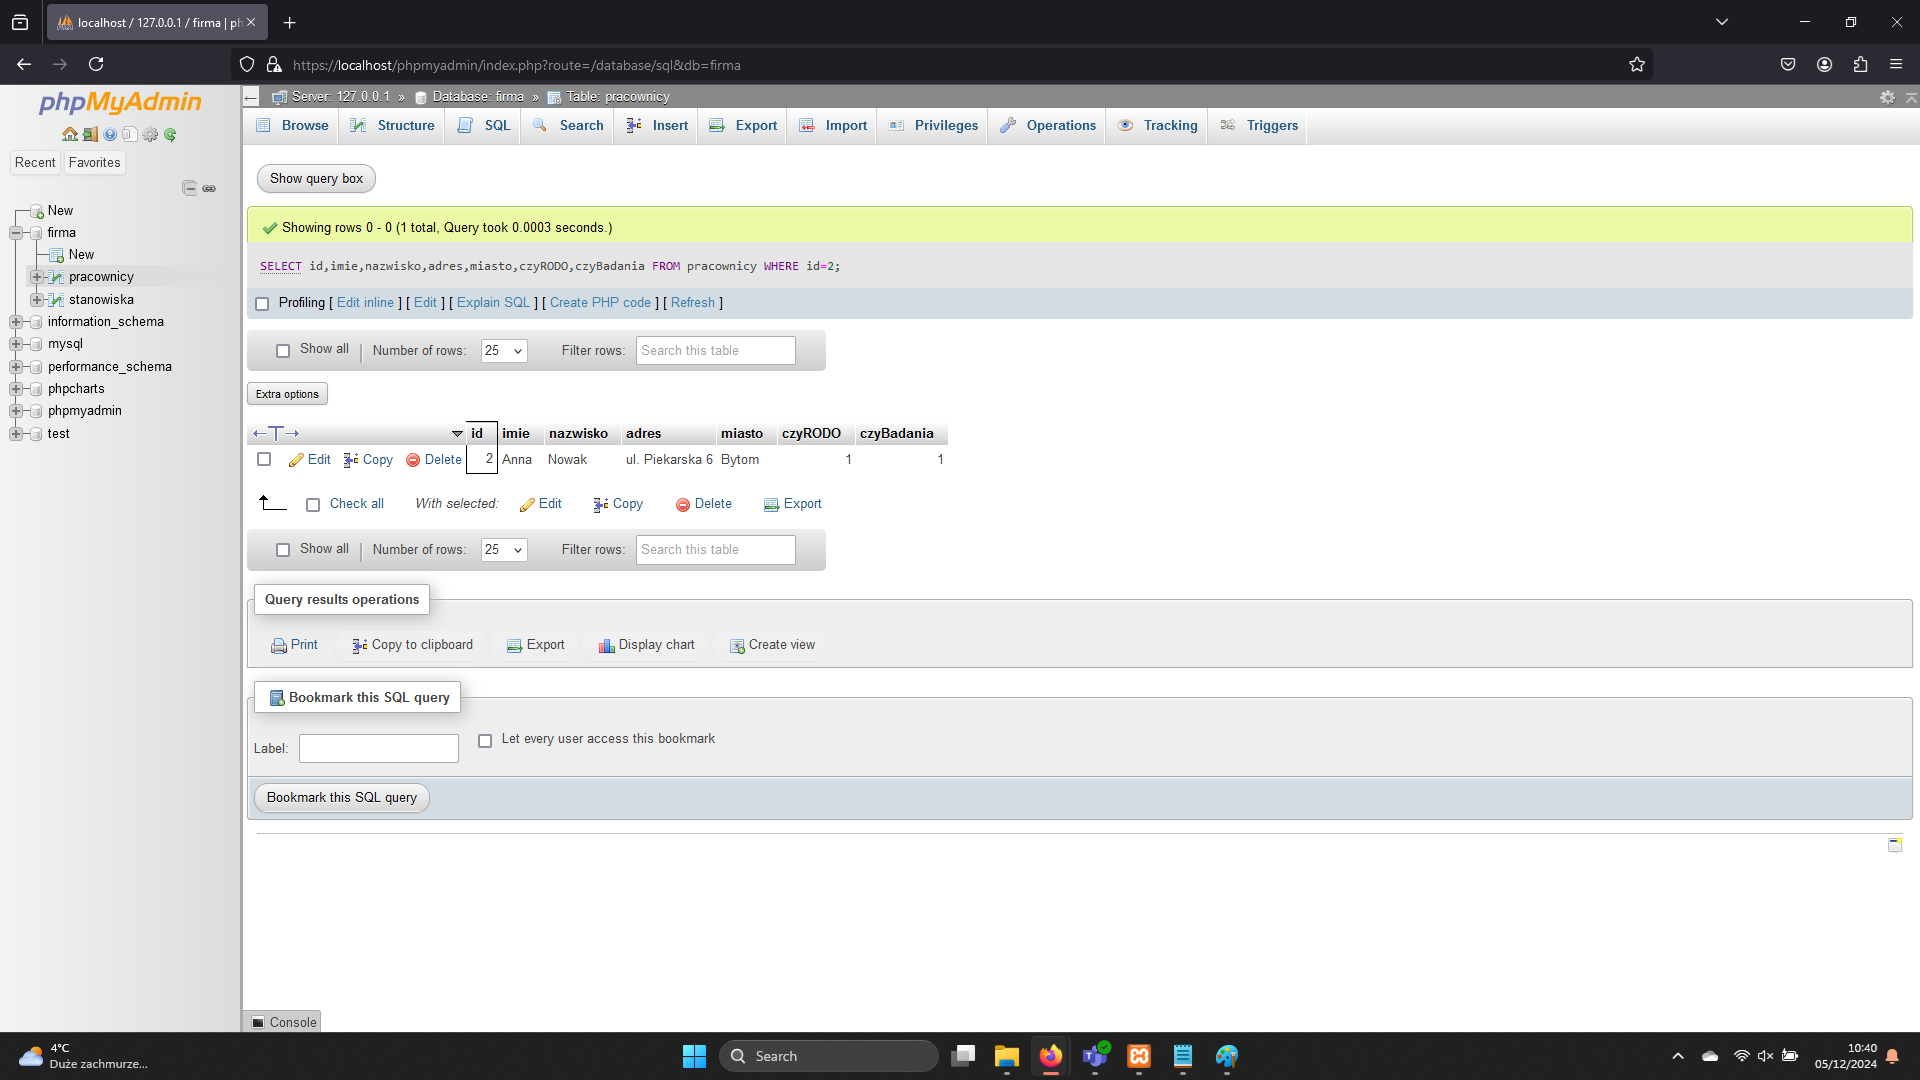 localhost / 127.0.0.1 / firma | ph
https://localhost/phpmyadmin/index.php?route=/database/sql&db=firma
phpMyAdmin
Recent
Favorites
New
firma
New
pracownicy
stanowiska
information_schema
mysql
performance_schema
phpcharts
phpmyadmin
test
Server: 127.0.0.1 » Database: firma » Table: pracownicy
Browse Structure SQL Search Insert Export Import Privileges Operations Tracking Triggers
Show query box
Showing rows 0 - 0 (1 total, Query took 0.0003 seconds.)
SELECT id,imie,nazwisko,adres,miasto,czyRODO,czyBadania FROM pracownicy WHERE id=2;
Profiling [ Edit inline ] [ Edit ] [ Explain SQL ] [ Create PHP code ] [ Refresh ]
Show all Number of rows: 25 Filter rows: Search this table
Extra options
id imie nazwisko adres miasto czyRODO czyBadania
Edit Copy Delete 2 Anna Nowak ul. Piekarska 6 Bytom 1 1
Check all With selected: Edit Copy Delete Export
Show all Number of rows: 25 Filter rows: Search this table
Query results operations
Print Copy to clipboard Export Display chart Create view
Bookmark this SQL query
Label: Let every user access this bookmark
Bookmark this SQL query
Console
4°C
Duże zachmurze...
Search
10:40
05/12/2024